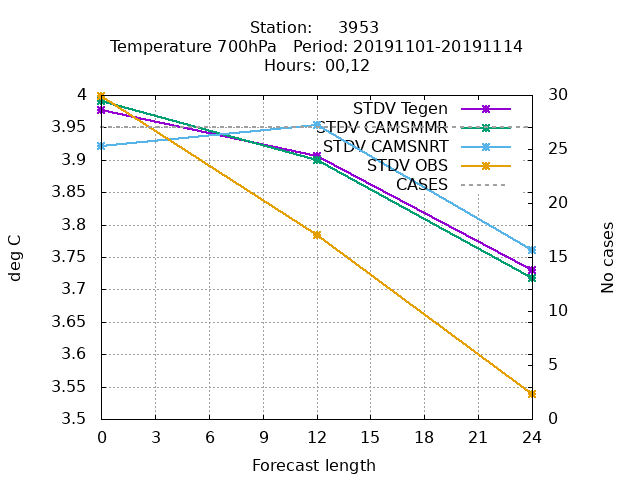 Station: 3953
Temperature 700hPa Period: 20191101-20191114
Hours: 00,12
4
3.95
3.9
3.85
3.8
3.75
3.7
3.65
3.6
3.55
3.5
deg C
STDV Tegen
STDV CAMSMMR
STDV CAMSNRT
STDV OBS
CASES
30
25
20
15
10
5
0
No cases
0 3 6 9 12 15 18 21 24
Forecast length